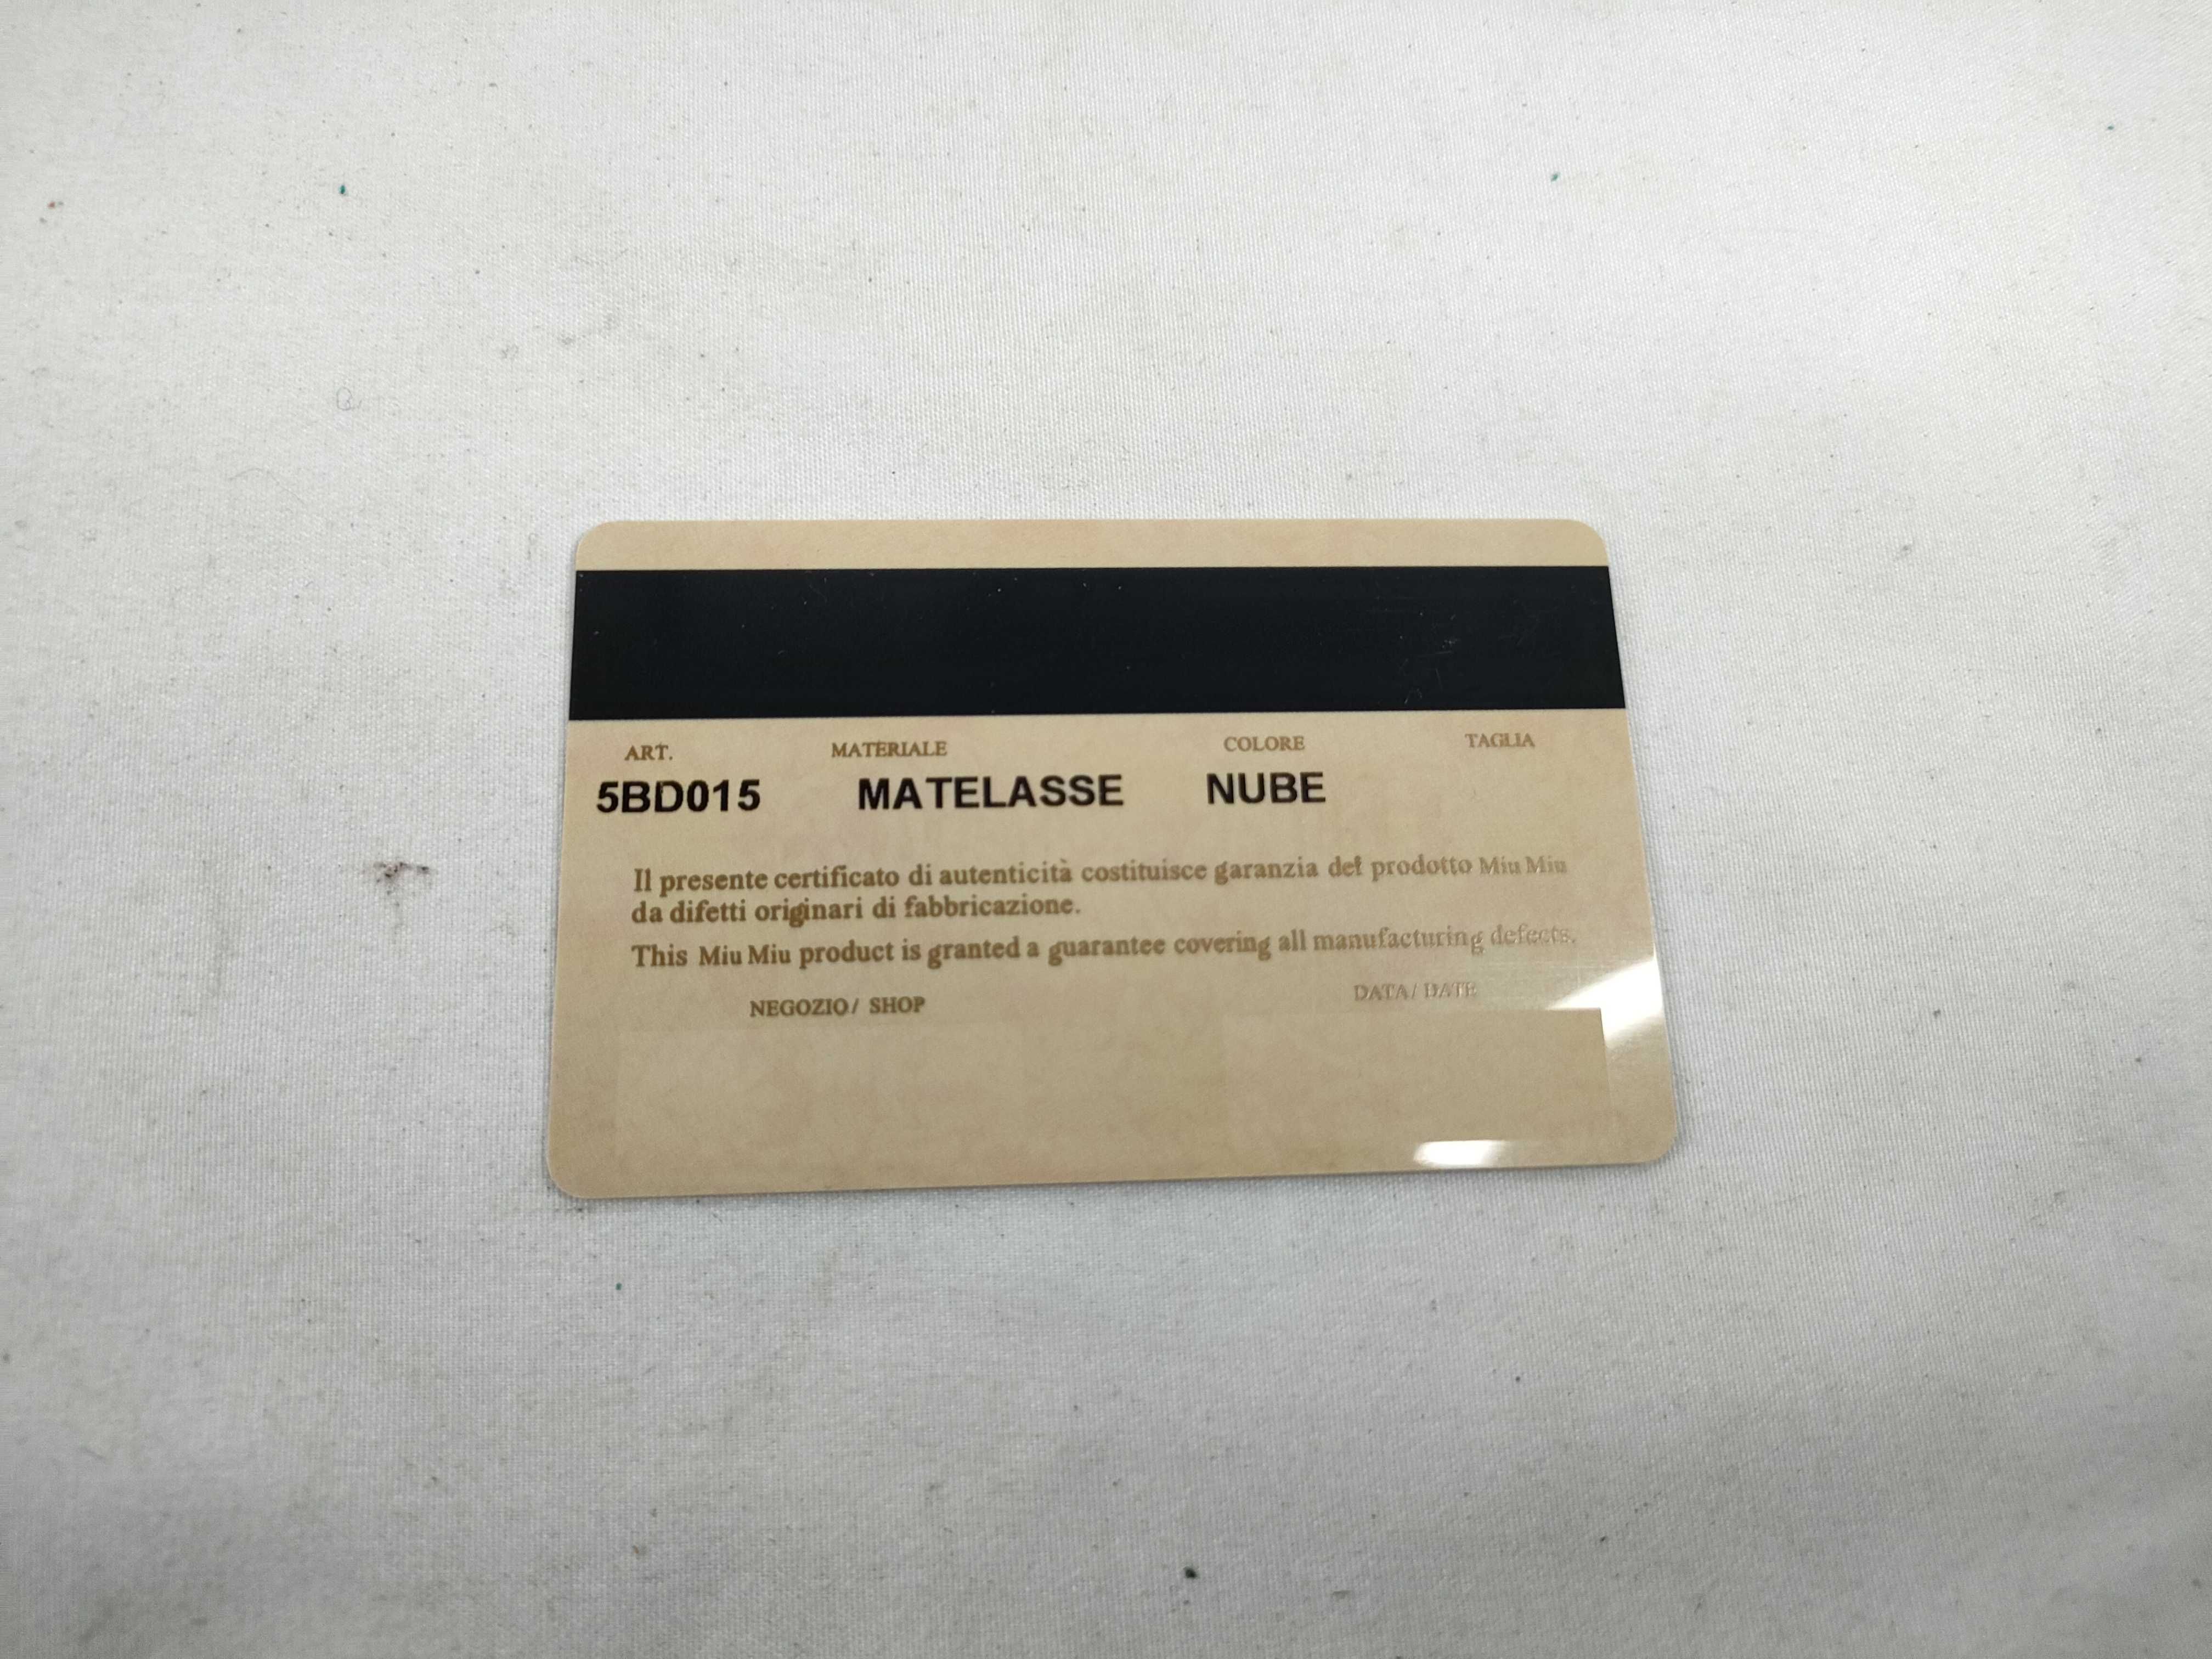 ART. MATERIALE COLORE TAGLIA
5BD015 MATELASSE NUBE
Il presente certificato di autenticità costituisce garanzia del prodotto Miu Miu
da difetti originari di fabbricazione.
This Miu Miu product is granted a guarantee covering all manufacturing defects.
NEGOZIO/ SHOP DATA/ DATE